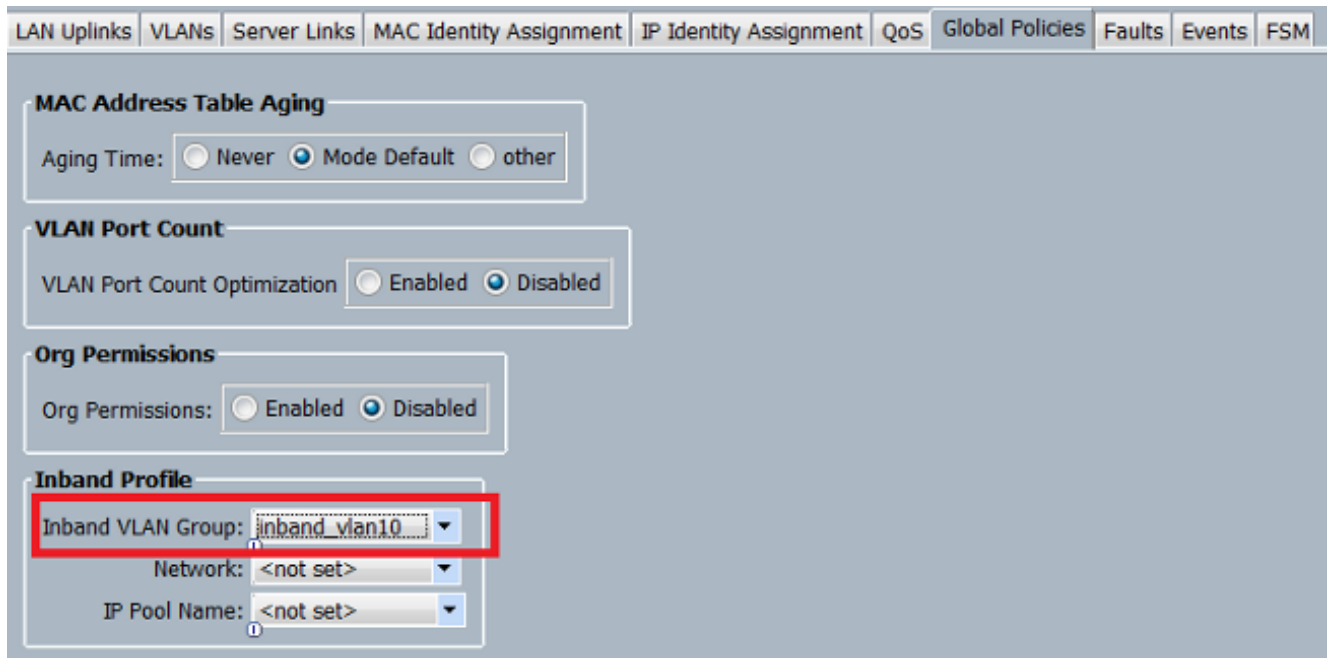 LAN Uplinks VLANs Server Links MAC Identity Assignment IP Identity Assignment QoS Global Policies Faults Events FSM
MAC Address Table Aging
Aging Time: Never Mode Default other
VLAN Port Count
VLAN Port Count Optimization Enabled Disabled
Org Permissions
Org Permissions: Enabled Disabled
Inband Profile
Inband VLAN Group: inband_vlan10
Network: <not set>
IP Pool Name: <not set>